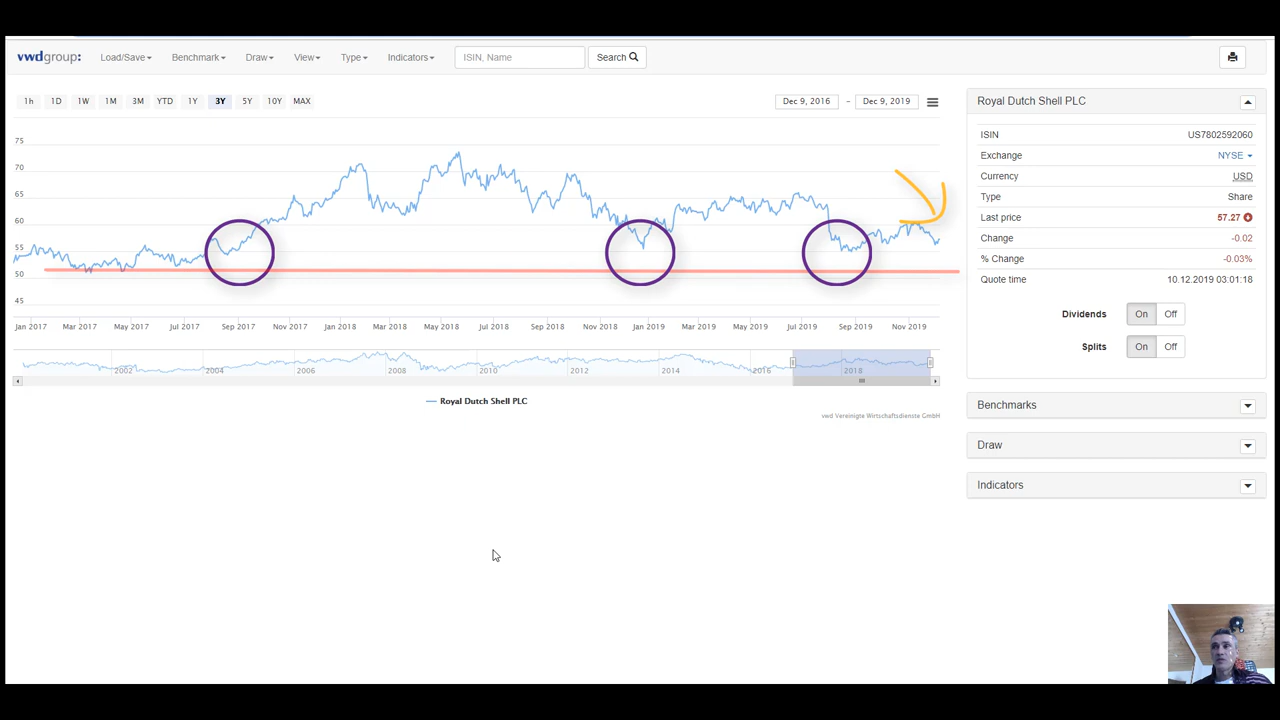 vwdgroup: Load/Save Benchmark Draw View Type Indicators ISIN, Name Search
1h 1D 1W 1M 3M YTD 1Y 3Y 5Y 10Y MAX Dec 9, 2016 - Dec 9, 2019
75
70
65
60
55
50
45
Jan 2017 Mar 2017 May 2017 Jul 2017 Sep 2017 Nov 2017 Jan 2018 Mar 2018 May 2018 Jul 2018 Sep 2018 Nov 2018 Jan 2019 Mar 2019 May 2019 Jul 2019 Sep 2019 Nov 2019
2002 2004 2006 2008 2010 2012 2014 2016 2018
Royal Dutch Shell PLC
vwd Vereinigte Wirtschaftsdienste GmbH
Royal Dutch Shell PLC
ISIN US7802592060
Exchange NYSE
Currency USD
Type Share
Last price 57.27
Change -0.02
% Change -0.03%
Quote time 10.12.2019 03:01:18
Dividends On Off
Splits On Off
Benchmarks
Draw
Indicators